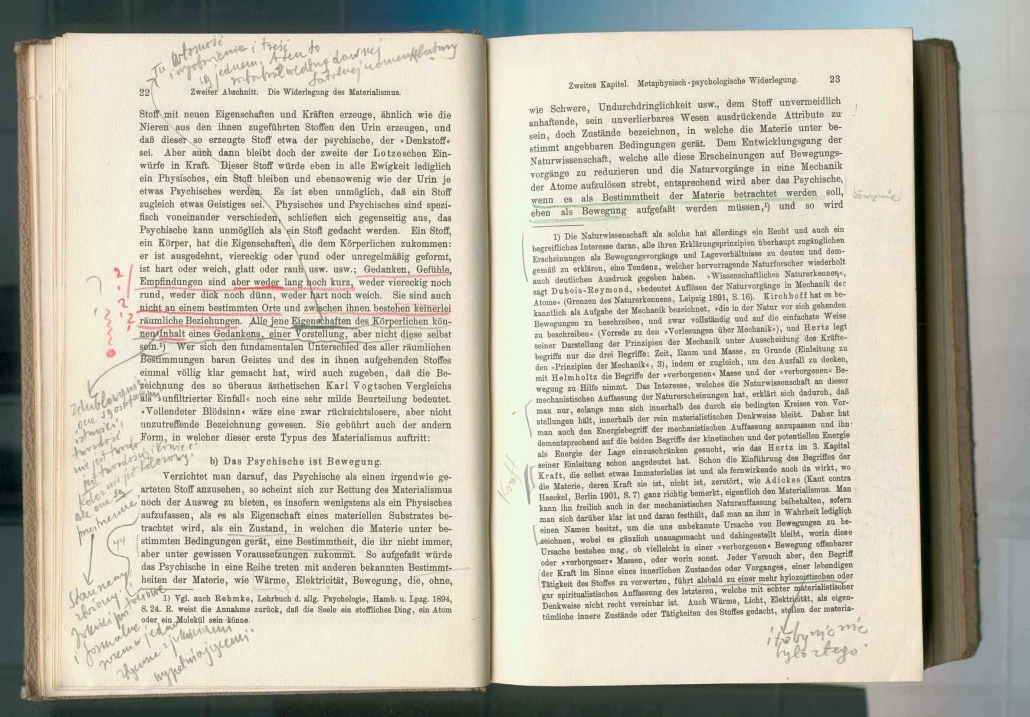 22 Zweiter Abschnitt. Die Widerlegung des Materialismus.
Stoff mit neuen Eigenschaften und Kräften erzeuge, ähnlich wie die
Nieren aus den ihnen zugeführten Stoffen den Urin erzeugen, und
daß dieser so erzeugte Stoff etwa der psychische, der »Denkstoff«
sei. Aber auch dann bleibt doch der zweite der Lotzeschen Ein-
würfe in Kraft. Dieser Stoff würde eben in alle Ewigkeit lediglich
ein Physisches, ein Stoff bleiben und ebensowenig wie der Urin je
etwas Psychisches werden. Es ist eben unmöglich, daß ein Stoff
zugleich etwas Geistiges sei. Physisches und Psychisches sind spezi-
fisch voneinander verschieden, schließen sich gegenseitig aus, das
Psychische kann unmöglich als ein Stoff gedacht werden. Ein Stoff,
ein Körper, hat die Eigenschaften, die dem Körperlichen zukommen:
er ist ausgedehnt, viereckig oder rund oder unregelmäßig geformt,
ist hart oder weich, glatt oder rauh usw. usw.; Gedanken, Gefühle,
Empfindungen sind aber weder lang noch kurz, weder viereckig noch
rund, weder dick noch dünn, weder hart noch weich. Sie sind auch
nicht an einem bestimmten Orte und zwischen ihnen bestehen keinerlei
räumliche Beziehungen. Alle jene Eigenschaften des Körperlichen kön-
nen Inhalt eines Gedankens, einer Vorstellung, aber nicht diese selbst
sein.¹) Wer sich den fundamentalen Unterschied des aller räumlichen
Bestimmungen baren Geistes und des in ihnen aufgehenden Stoffes
einmal völlig klar gemacht hat, wird auch zugeben, daß die Be-
zeichnung des so überaus ästhetischen Karl Vogtschen Vergleichs
als »unfiltrierter Einfall« noch eine sehr milde Beurteilung bedeutet.
»Vollendeter Blödsinn« wäre eine zwar rücksichtslosere, aber nicht
unzutreffende Bezeichnung gewesen. Sie gebührt auch der andern
Form, in welcher dieser erste Typus des Materialismus auftritt:
b) Das Psychische ist Bewegung.
Verzichtet man darauf, das Psychische als einen irgendwie ge-
arteten Stoff anzusehen, so scheint sich zur Rettung des Materialismus
noch der Ausweg zu bieten, es insofern wenigstens als ein Physisches
aufzufassen, als es als Eigenschaft eines materiellen Substrates be-
trachtet wird, als ein Zustand, in welchen die Materie unter be-
stimmten Bedingungen gerät, eine Bestimmtheit, die ihr nicht immer,
aber unter gewissen Voraussetzungen zukommt. So aufgefaßt würde
das Psychische in eine Reihe treten mit anderen bekannten Bestimmt-
heiten der Materie, wie Wärme, Elektricität, Bewegung, die, ohne,
1) Vgl. auch Rehmke, Lehrbuch d. allg. Psychologie, Hamb. u. Lpzg. 1894,
S. 24. R. weist die Annahme zurück, daß die Seele ein stoffliches Ding, ein Atom
oder ein Molekül sein könne.
Zweites Kapitel. Metaphysisch-psychologische Widerlegung. 23
wie Schwere, Undurchdringlichkeit usw., dem Stoff unvermeidlich
anhaftende, sein unverlierbares Wesen ausdrückende Attribute zu
sein, doch Zustände bezeichnen, in welche die Materie unter be-
stimmt angebbaren Bedingungen gerät. Dem Entwicklungsgang der
Naturwissenschaft, welche alle diese Erscheinungen auf Bewegungs-
vorgänge zu reduzieren und die Naturvorgänge in eine Mechanik
der Atome aufzulösen strebt, entsprechend wird aber das Psychische,
wenn es als Bestimmtheit der Materie betrachtet werden soll,
eben als Bewegung aufgefaßt werden müssen,¹) und so wird
1) Die Naturwissenschaft als solche hat allerdings ein Recht und auch ein
begreifliches Interesse daran, alle ihren Erklärungsprinzipien überhaupt zugänglichen
Erscheinungen als Bewegungsvorgänge und Lageverhältnisse zu deuten und dem-
gemäß zu erklären, eine Tendenz, welcher hervorragende Naturforscher wiederholt
auch deutlichen Ausdruck gegeben haben. »Wissenschaftliches Naturerkennen«,
sagt Dubois-Reymond, »bedeutet Auflösen der Naturvorgänge in Mechanik der
Atome« (Grenzen des Naturerkennens, Leipzig 1891, S. 16). Kirchhoff hat es be-
kanntlich als Aufgabe der Mechanik bezeichnet, »die in der Natur vor sich gehenden
Bewegungen zu beschreiben, und zwar vollständig und auf die einfachste Weise
zu beschreiben« (Vorrede zu den »Vorlesungen über Mechanik«), und Hertz legt
seiner Darstellung der Prinzipien der Mechanik unter Ausscheidung des Kräfte-
begriffs nur die drei Begriffe: Zeit, Raum und Masse, zu Grunde (Einleitung zu
den »Prinzipien der Mechanik«, 3), indem er zugleich, um den Ausfall zu decken,
mit Helmholtz die Begriffe der »verborgenen« Masse und der »verborgenen« Be-
wegung zu Hilfe nimmt. Das Interesse, welches die Naturwissenschaft an dieser
mechanistischen Auffassung der Naturerscheinungen hat, erklärt sich dadurch, daß
man nur, solange man sich innerhalb des durch sie bedingten Kreises von Vor-
stellungen hält, innerhalb der rein materialistischen Denkweise bleibt. Daher hat
man auch den Energiebegriff der mechanistischen Auffassung anzupassen und ihn
dementsprechend auf die beiden Begriffe der kinetischen und der potentiellen Energie
als Energie der Lage einzuschränken gesucht, wie das Hertz im 3. Kapitel
seiner Einleitung schon angedeutet hat. Schon die Einführung des Begriffes der
Kraft, die selbst etwas Immaterielles ist und als fernwirkende auch da wirkt, wo
die Materie, deren Kraft sie ist, nicht ist, zerstört, wie Adickes (Kant contra
Haeckel, Berlin 1901, S. 7) ganz richtig bemerkt, eigentlich den Materialismus. Man
kann ihn freilich auch in der mechanistischen Naturauffassung beibehalten, sofern
man sich darüber klar ist und daran festhält, daß man an ihm in Wahrheit lediglich
einen Namen besitzt, um die uns unbekannte Ursache von Bewegungen zu be-
zeichnen, wobei es gänzlich unausgemacht und dahingestellt bleibt, worin diese
Ursache bestehen mag, ob vielleicht in einer »verborgenen« Bewegung offenbarer
oder »verborgener« Massen, oder worin sonst. Jeder Versuch aber, den Begriff
der Kraft im Sinne eines innerlichen Zustandes oder Vorganges, einer lebendigen
Tätigkeit des Stoffes zu verwerten, führt alsbald zu einer mehr hylozoistischen oder
gar spiritualistischen Auffassung des letzteren, welche mit echter materialistischer
Denkweise nicht recht vereinbar ist. Auch Wärme, Licht, Elektrizität, als eigen-
tümliche innere Zustände oder Tätigkeiten des Stoffes gedacht, stellen der materia-
i to by nie
było złego.